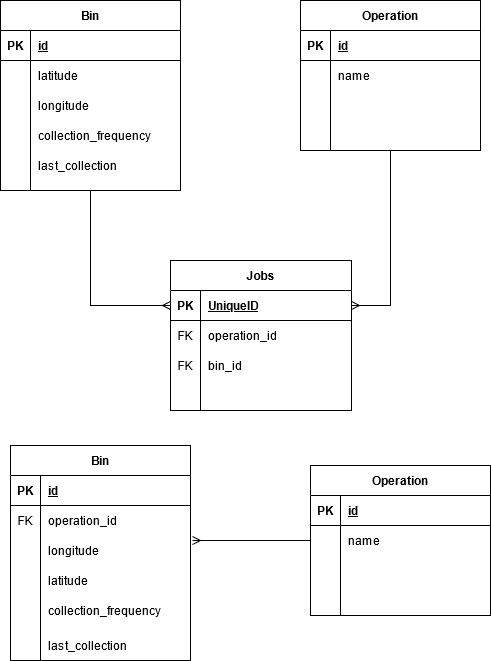 Bin
PK id
latitude
longitude
collection_frequency
last_collection
Operation
PK id
name
Jobs
PK UniqueID
FK operation_id
FK bin_id
Bin
PK id
FK operation_id
longitude
latitude
collection_frequency
last_collection
Operation
PK id
name